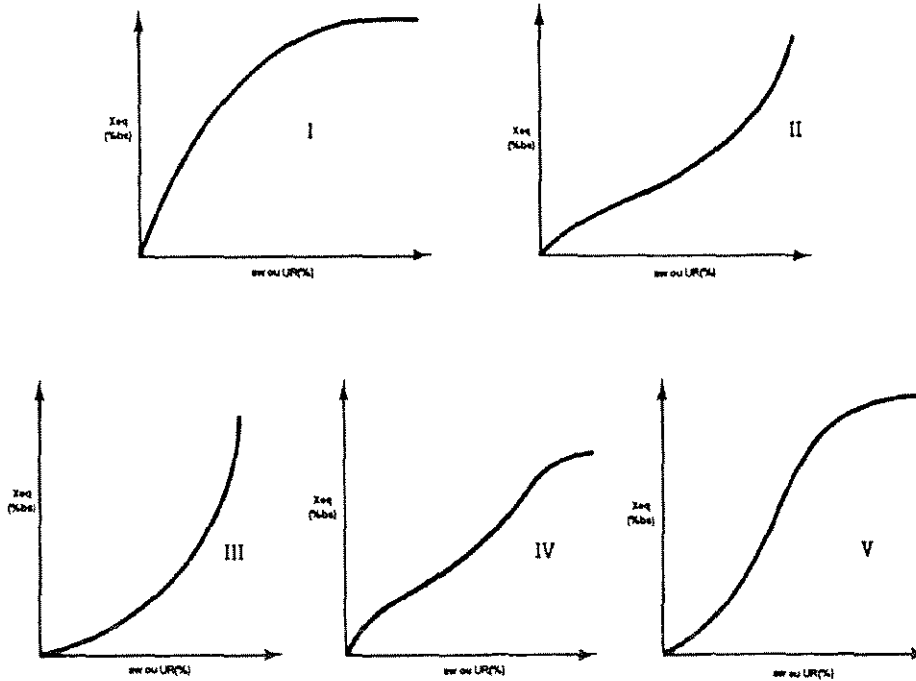 Xeq
(%bs)
I
aw ou UR(%)
Xeq
(%bs)
II
aw ou UR(%)
Xeq
(%bs)
III
aw ou UR(%)
Xeq
(%bs)
IV
aw ou UR(%)
Xeq
(%bs)
V
aw ou UR(%)